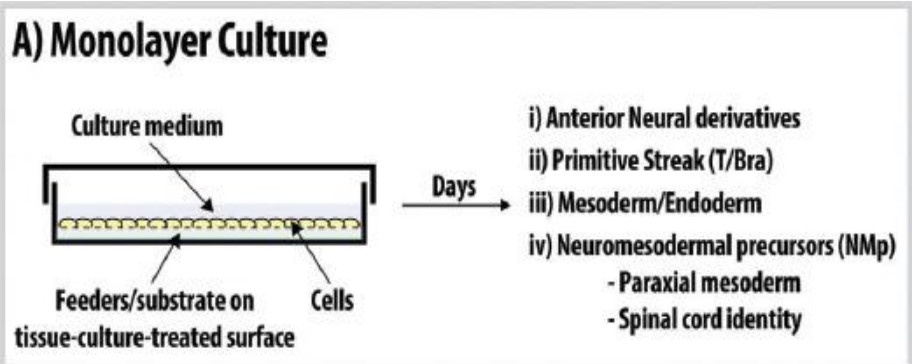 A) Monolayer Culture
Culture medium
Days
Feeders/substrate on
tissue-culture-treated surface
Cells
i) Anterior Neural derivatives
ii) Primitive Streak (T/Bra)
iii) Mesoderm/Endoderm
iv) Neuromesodermal precursors (NMp)
- Paraxial mesoderm
- Spinal cord identity